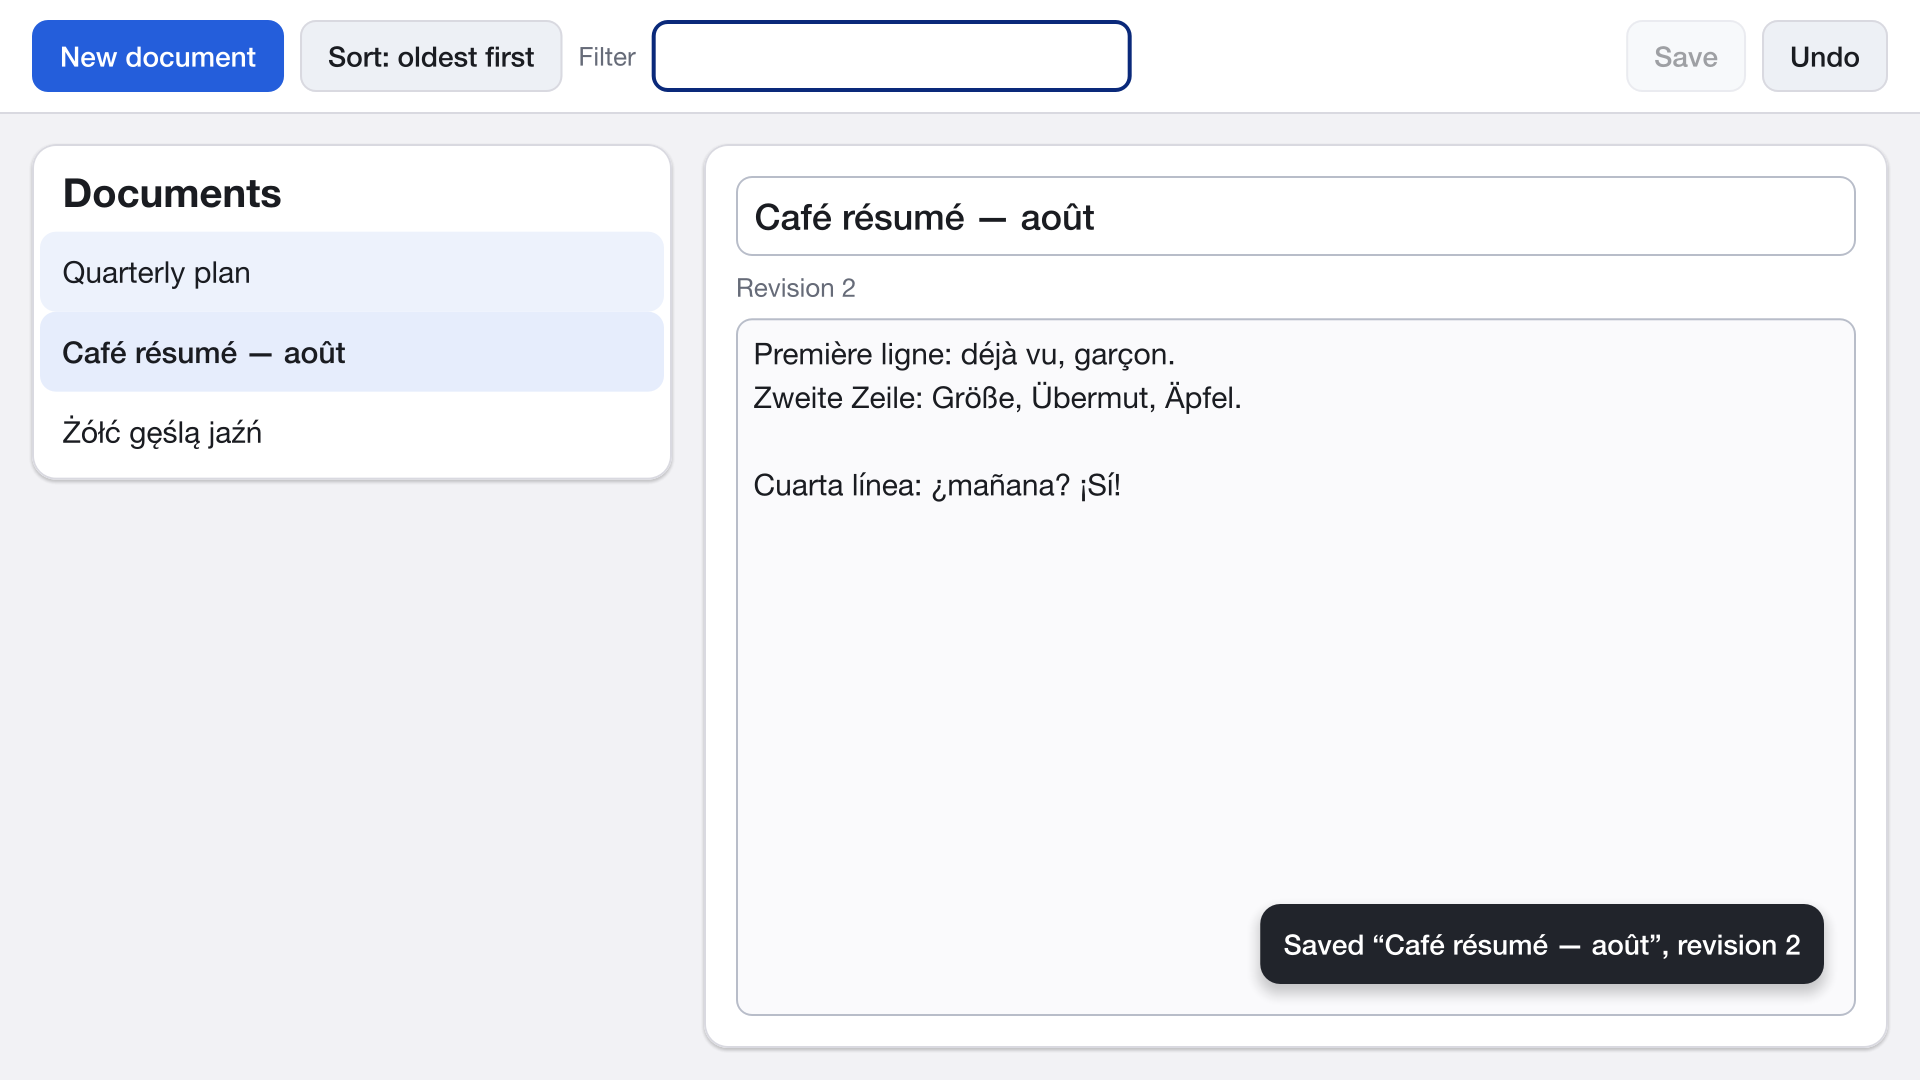 New document
Sort: oldest first
Filter
Save
Undo
Documents
Quarterly plan
Café résumé — août
Żółć gęślą jaźń
Café résumé — août
Revision 2
Première ligne: déjà vu, garçon.
Zweite Zeile: Größe, Übermut, Äpfel.
Cuarta línea: ¿mañana? ¡Sí!
Saved “Café résumé — août”, revision 2